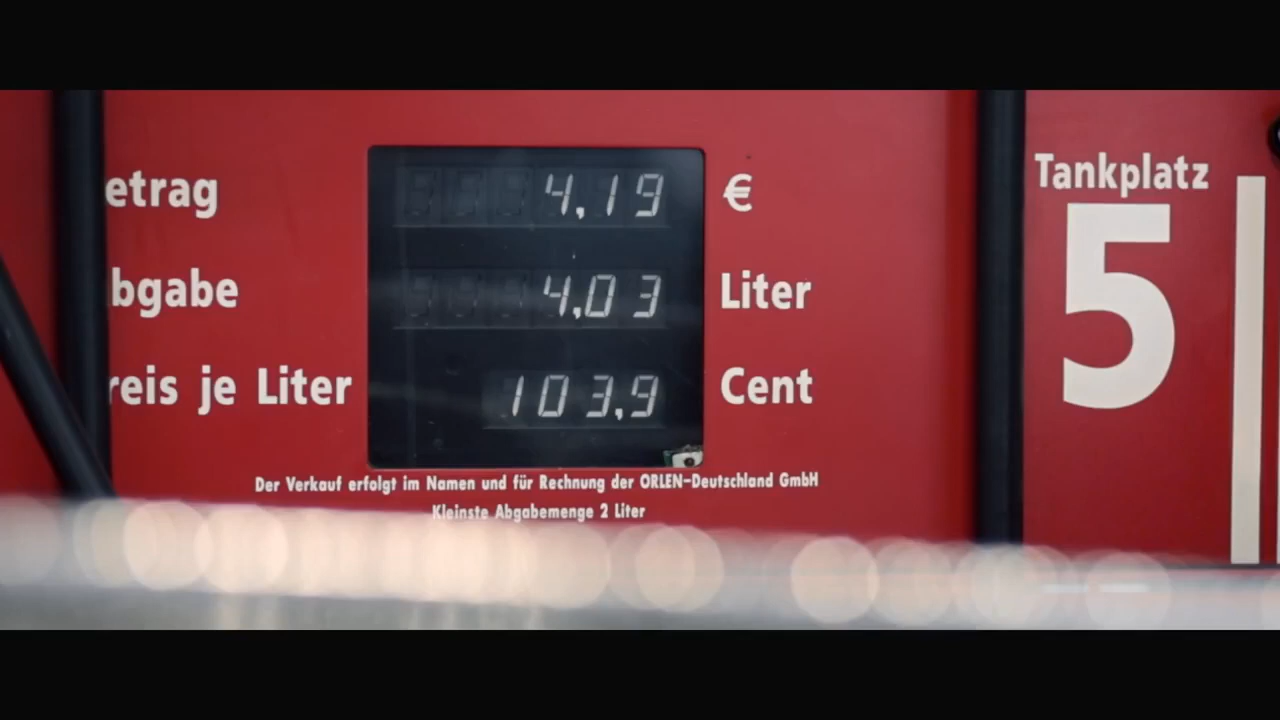 etrag 4,19 €
bgabe 4,03 Liter
reis je Liter 103,9 Cent
Der Verkauf erfolgt im Namen und für Rechnung der ORLEN-Deutschland GmbH
Kleinste Abgabemenge 2 Liter
Tankplatz
5